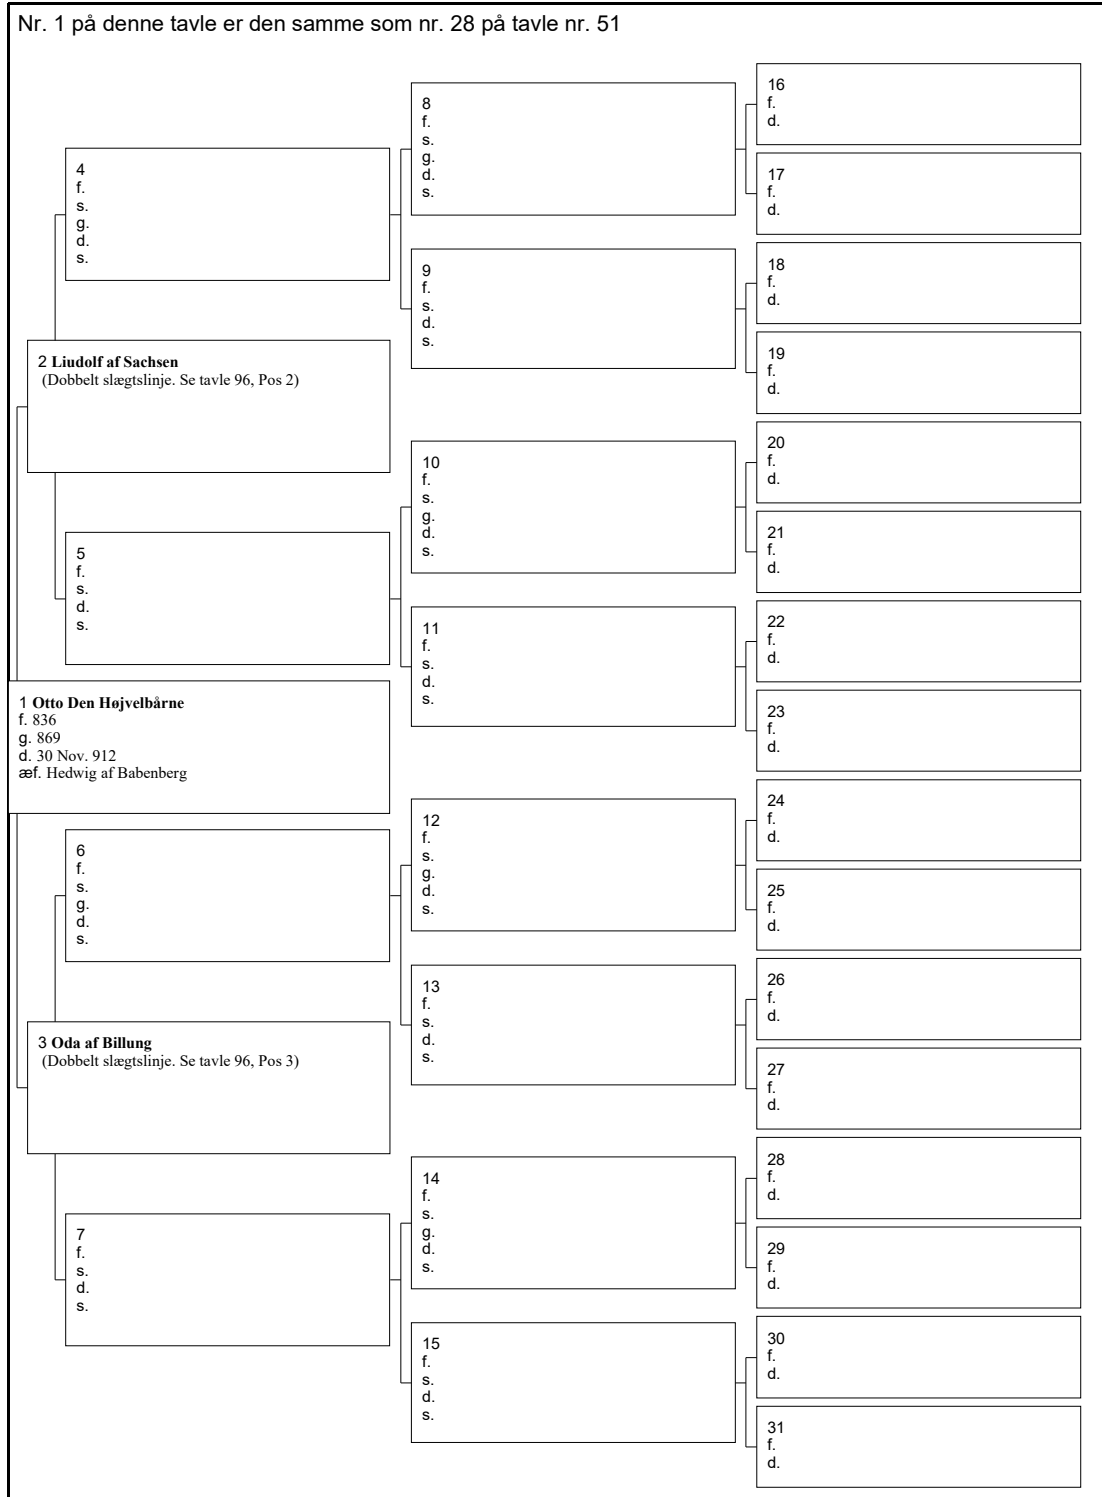 Nr. 1 på denne tavle er den samme som nr. 28 på tavle nr. 51
1 Otto Den Højvelbårne
f. 836
g. 869
d. 30 Nov. 912
æf. Hedwig af Babenberg
2 Liudolf af Sachsen
(Dobbelt slægtslinje. Se tavle 96, Pos 2)
3 Oda af Billung
(Dobbelt slægtslinje. Se tavle 96, Pos 3)
4
f.
s.
g.
d.
s.
5
f.
s.
d.
s.
6
f.
s.
g.
d.
s.
7
f.
s.
d.
s.
8
f.
s.
g.
d.
s.
9
f.
s.
d.
s.
10
f.
s.
g.
d.
s.
11
f.
s.
d.
s.
12
f.
s.
g.
d.
s.
13
f.
s.
d.
s.
14
f.
s.
g.
d.
s.
15
f.
s.
d.
s.
16
f.
d.
17
f.
d.
18
f.
d.
19
f.
d.
20
f.
d.
21
f.
d.
22
f.
d.
23
f.
d.
24
f.
d.
25
f.
d.
26
f.
d.
27
f.
d.
28
f.
d.
29
f.
d.
30
f.
d.
31
f.
d.